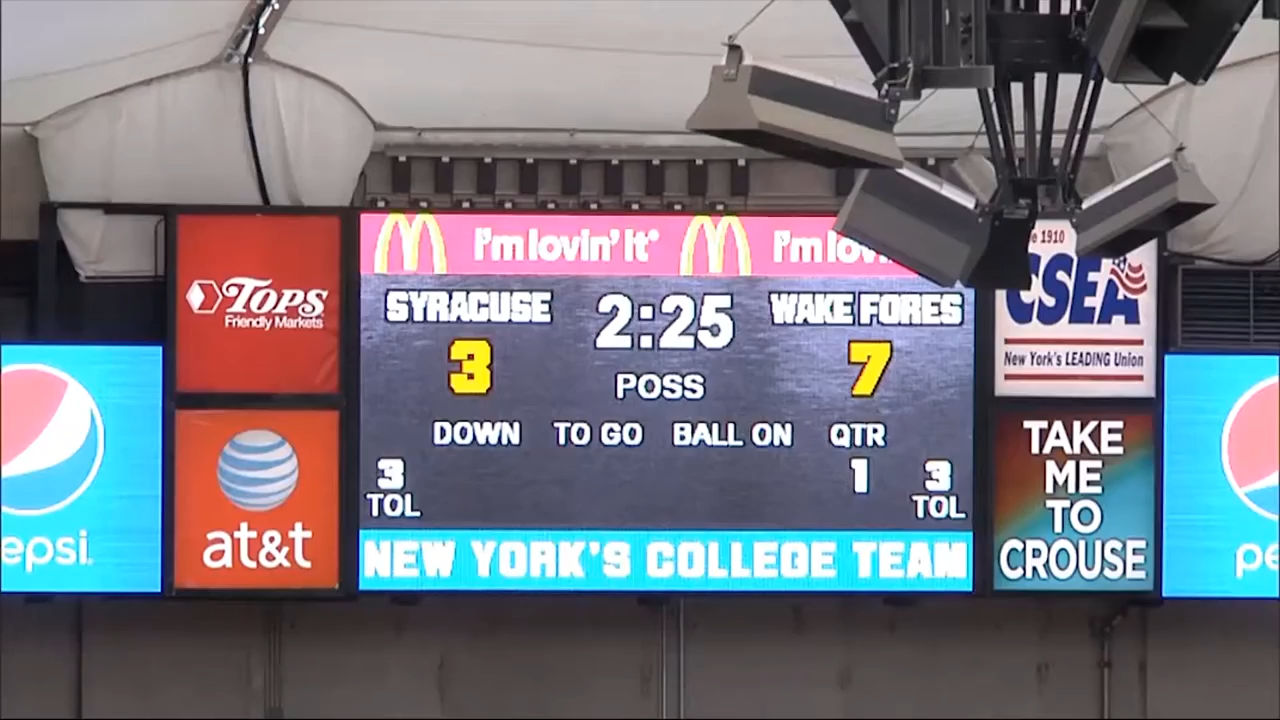 I'm lovin' it®
I'm lov
TOPS
Friendly Markets
SYRACUSE
2:25
WAKE FORES
3
POSS
7
DOWN
TO GO
BALL ON
QTR
3
TOL
1
3
TOL
NEW YORK'S COLLEGE TEAM
epsi
at&t
1910
CSEA
New York's LEADING Union
TAKE
ME
TO
CROUSE
pe